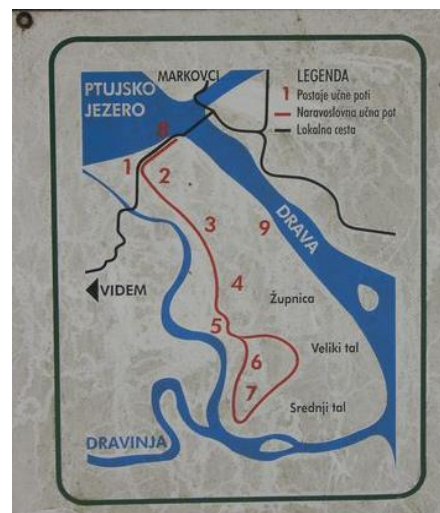 MARKOVCI
PTUJSKO
JEZERO
LEGENDA
1 Postaje učne poti
Naravoslovna učna pot
Lokalna cesta
8
1
2
3
9
DRAVA
4
Župnica
VIDEM
5
6
Veliki tal
7
Srednji tal
DRAVINJA